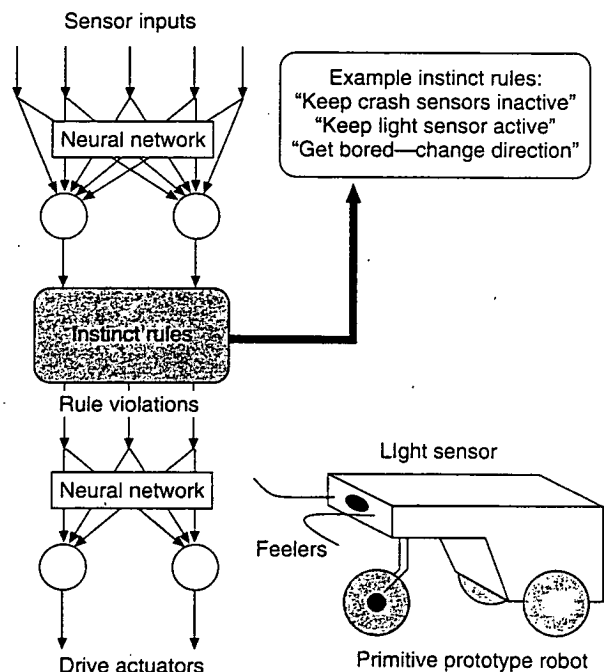 Sensor inputs
Neural network
Example instinct rules:
"Keep crash sensors inactive"
"Keep light sensor active"
"Get bored—change direction"
Instinct rules
Rule violations
Neural network
Drive actuators
LIght sensor
Feelers
Primitive prototype robot